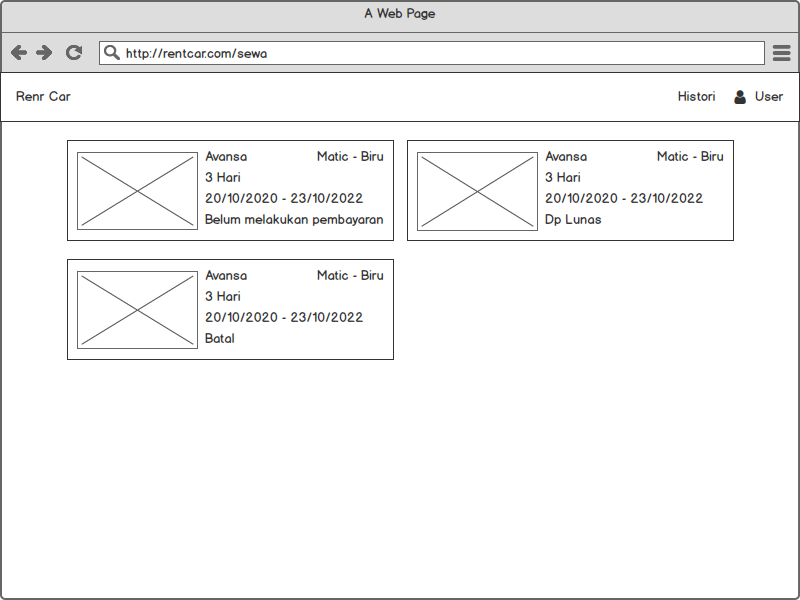 A Web Page
http://rentcar.com/sewa
Renr Car
Histori
User
Avansa
Matic - Biru
3 Hari
20/10/2020 - 23/10/2022
Belum melakukan pembayaran
Avansa
Matic - Biru
3 Hari
20/10/2020 - 23/10/2022
Dp Lunas
Avansa
Matic - Biru
3 Hari
20/10/2020 - 23/10/2022
Batal